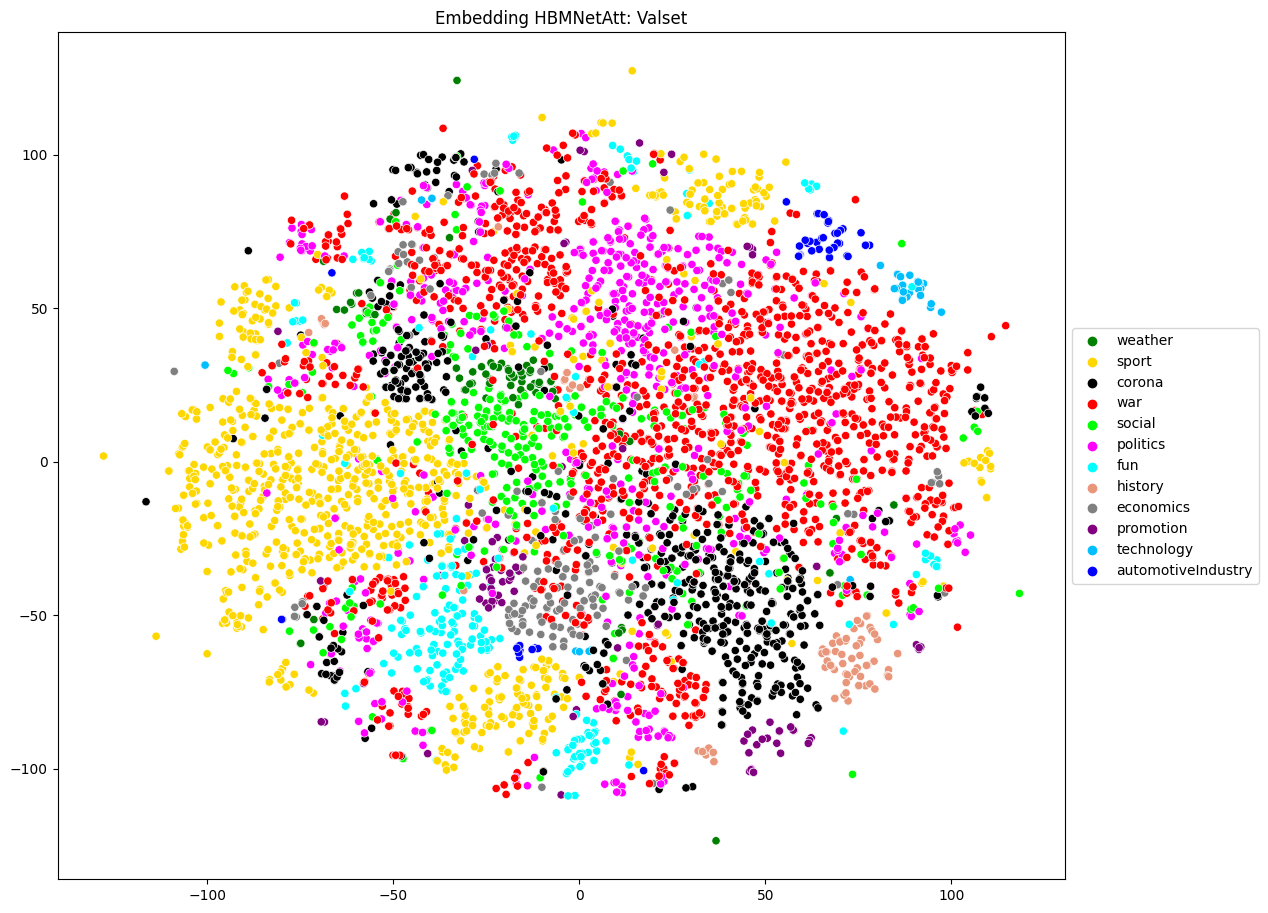 Embedding HBMNetAtt: Valset
100
50
0
−50
−100
−100
−50
0
50
100
weather
sport
corona
war
social
politics
fun
history
economics
promotion
technology
automotiveIndustry